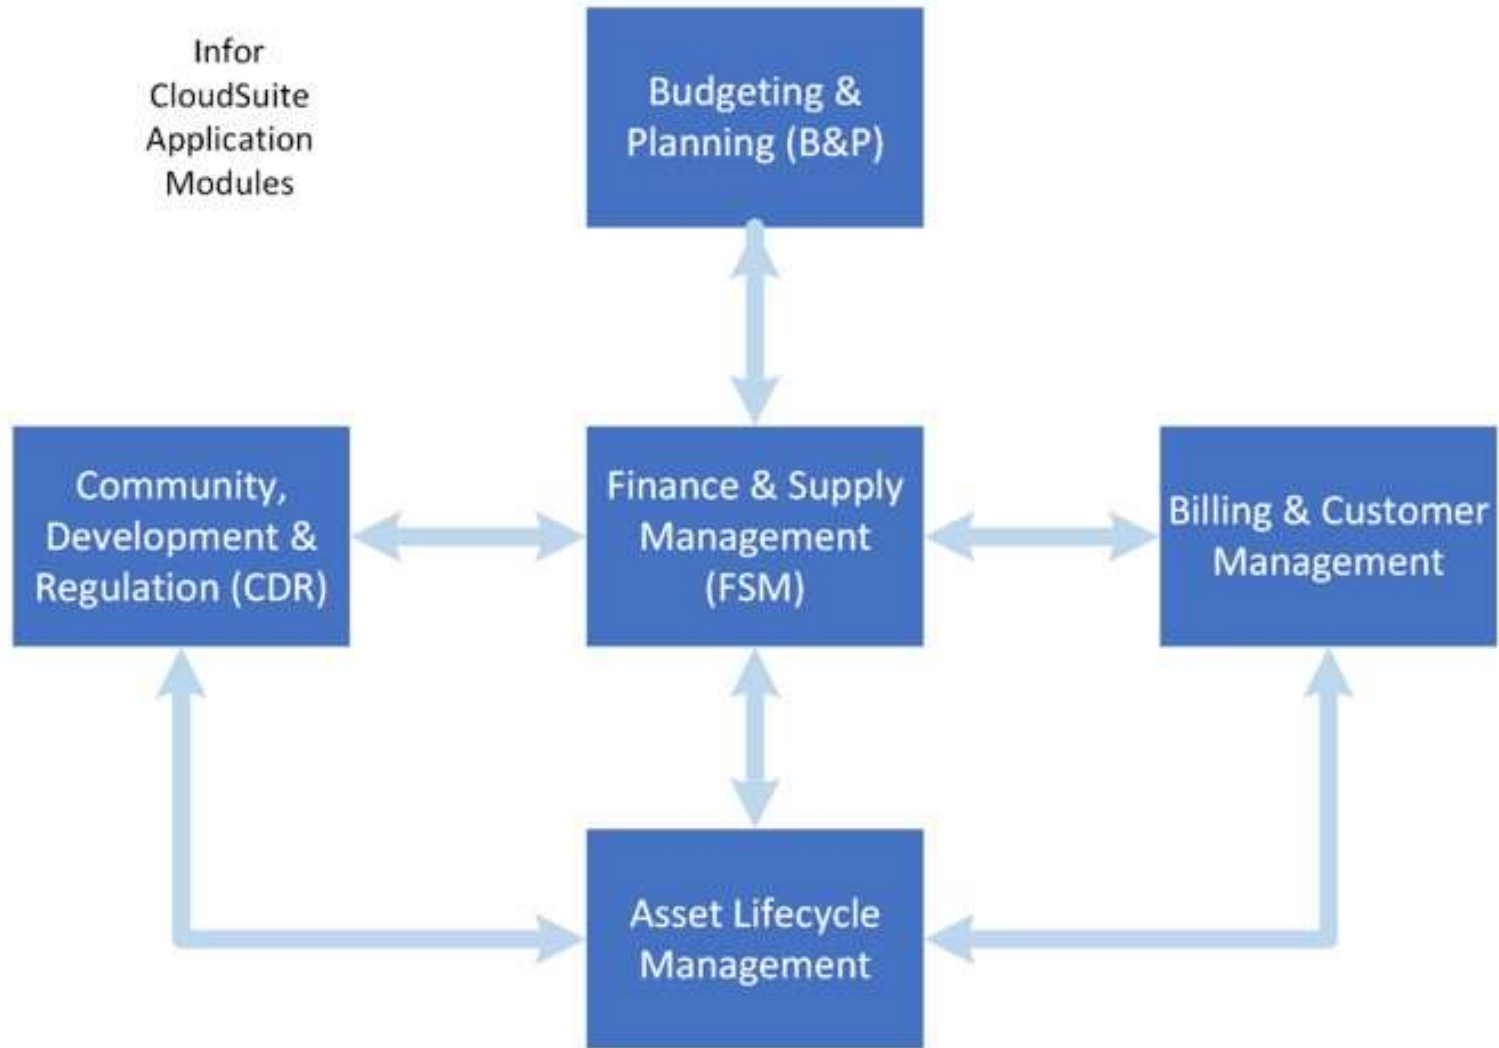 Infor
CloudSuite
Application
Modules
Budgeting &
Planning (B&P)
Community,
Development &
Regulation (CDR)
Finance & Supply
Management
(FSM)
Billing & Customer
Management
Asset Lifecycle
Management